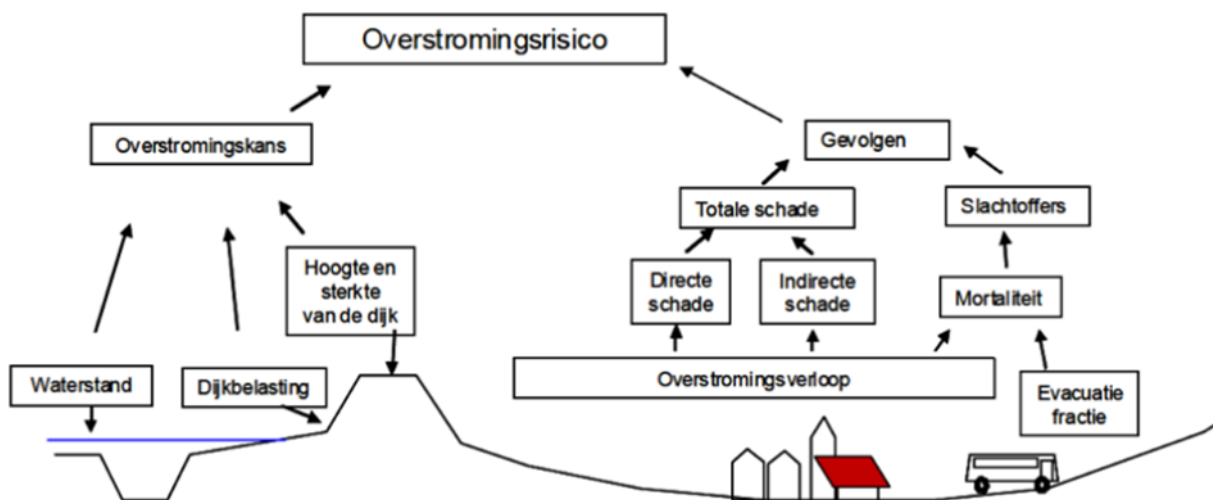 Overstromingsrisico
Overstromingskans
Gevolgen
Totale schade
Slachtoffers
Hoogte en
sterkte
van de dijk
Directe
schade
Indirecte
schade
Mortaliteit
Waterstand
Dijkbelasting
Overstromingsverloop
Evacuatie
fractie